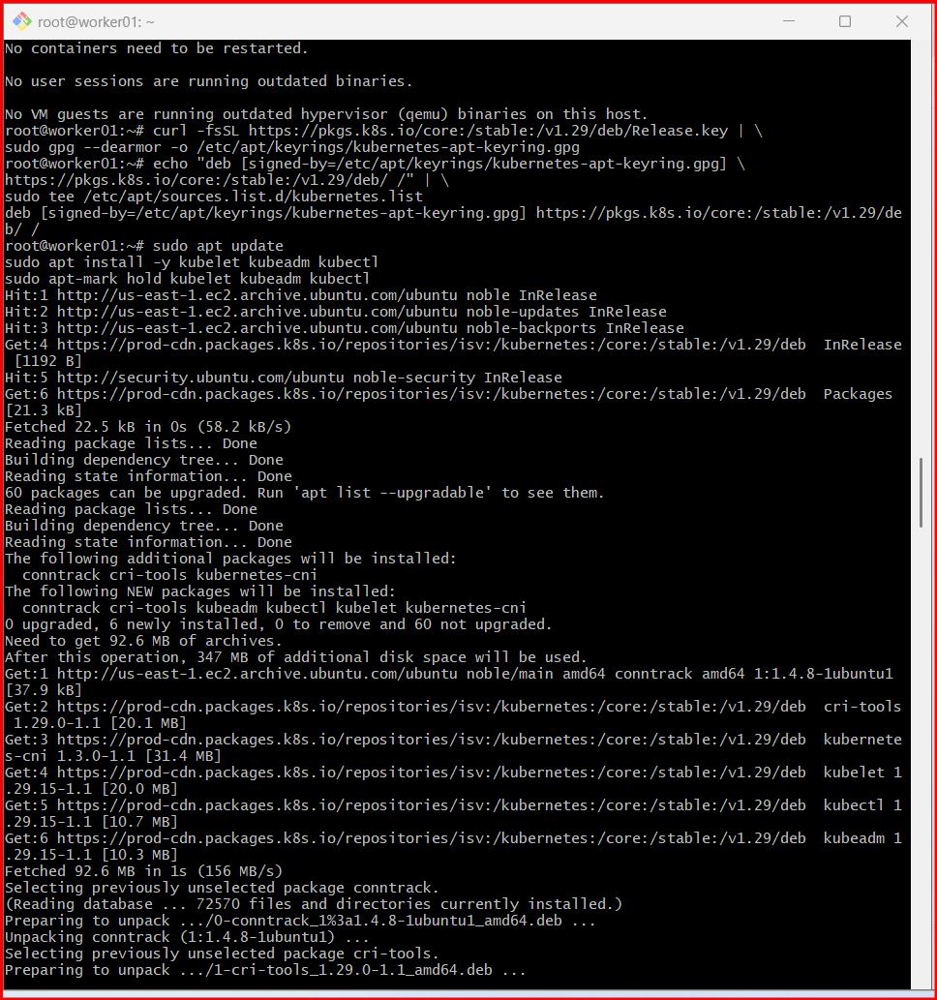 root@worker01: ~
No containers need to be restarted.
No user sessions are running outdated binaries.
No VM guests are running outdated hypervisor (qemu) binaries on this host.
root@worker01:~# curl -fsSL https://pkgs.k8s.io/core:/stable:/v1.29/deb/Release.key | \
sudo gpg --dearmor -o /etc/apt/keyrings/kubernetes-apt-keyring.gpg
root@worker01:~# echo "deb [signed-by=/etc/apt/keyrings/kubernetes-apt-keyring.gpg] \
https://pkgs.k8s.io/core:/stable:/v1.29/deb/ /" | \
sudo tee /etc/apt/sources.list.d/kubernetes.list
deb [signed-by=/etc/apt/keyrings/kubernetes-apt-keyring.gpg] https://pkgs.k8s.io/core:/stable:/v1.29/de
b/ /
root@worker01:~# sudo apt update
sudo apt install -y kubelet kubeadm kubectl
sudo apt-mark hold kubelet kubeadm kubectl
Hit:1 http://us-east-1.ec2.archive.ubuntu.com/ubuntu noble InRelease
Hit:2 http://us-east-1.ec2.archive.ubuntu.com/ubuntu noble-updates InRelease
Hit:3 http://us-east-1.ec2.archive.ubuntu.com/ubuntu noble-backports InRelease
Get:4 https://prod-cdn.packages.k8s.io/repositories/isv:/kubernetes:/core:/stable:/v1.29/deb  InRelease
 [1192 B]
Hit:5 http://security.ubuntu.com/ubuntu noble-security InRelease
Get:6 https://prod-cdn.packages.k8s.io/repositories/isv:/kubernetes:/core:/stable:/v1.29/deb  Packages
[21.3 kB]
Fetched 22.5 kB in 0s (58.2 kB/s)
Reading package lists... Done
Building dependency tree... Done
Reading state information... Done
60 packages can be upgraded. Run 'apt list --upgradable' to see them.
Reading package lists... Done
Building dependency tree... Done
Reading state information... Done
The following additional packages will be installed:
  conntrack cri-tools kubernetes-cni
The following NEW packages will be installed:
  conntrack cri-tools kubeadm kubectl kubelet kubernetes-cni
0 upgraded, 6 newly installed, 0 to remove and 60 not upgraded.
Need to get 92.6 MB of archives.
After this operation, 347 MB of additional disk space will be used.
Get:1 http://us-east-1.ec2.archive.ubuntu.com/ubuntu noble/main amd64 conntrack amd64 1:1.4.8-1ubuntu1
[37.9 kB]
Get:2 https://prod-cdn.packages.k8s.io/repositories/isv:/kubernetes:/core:/stable:/v1.29/deb  cri-tools
 1.29.0-1.1 [20.1 MB]
Get:3 https://prod-cdn.packages.k8s.io/repositories/isv:/kubernetes:/core:/stable:/v1.29/deb  kubernete
s-cni 1.3.0-1.1 [31.4 MB]
Get:4 https://prod-cdn.packages.k8s.io/repositories/isv:/kubernetes:/core:/stable:/v1.29/deb  kubelet 1
.29.15-1.1 [20.0 MB]
Get:5 https://prod-cdn.packages.k8s.io/repositories/isv:/kubernetes:/core:/stable:/v1.29/deb  kubectl 1
.29.15-1.1 [10.7 MB]
Get:6 https://prod-cdn.packages.k8s.io/repositories/isv:/kubernetes:/core:/stable:/v1.29/deb  kubeadm 1
.29.15-1.1 [10.3 MB]
Fetched 92.6 MB in 1s (156 MB/s)
Selecting previously unselected package conntrack.
(Reading database ... 72570 files and directories currently installed.)
Preparing to unpack .../0-conntrack_1%3a1.4.8-1ubuntu1_amd64.deb ...
Unpacking conntrack (1:1.4.8-1ubuntu1) ...
Selecting previously unselected package cri-tools.
Preparing to unpack .../1-cri-tools_1.29.0-1.1_amd64.deb ...